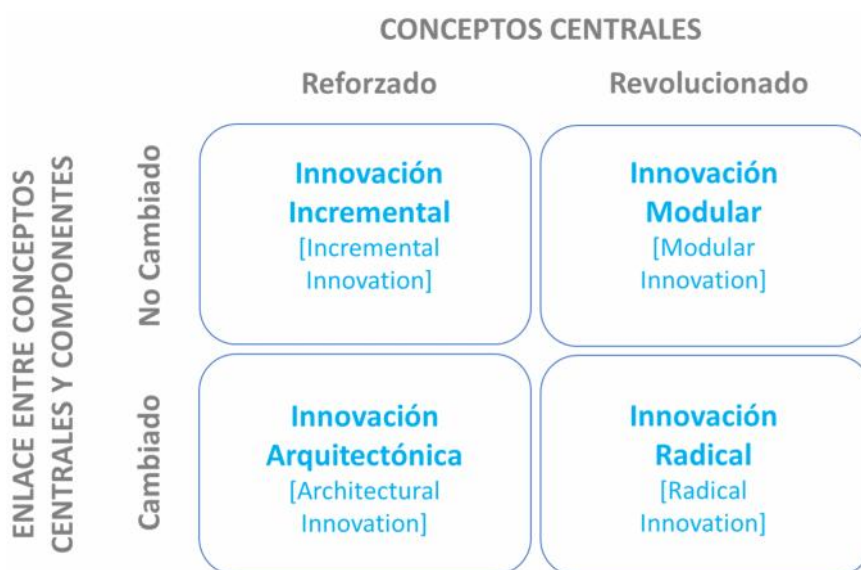 CONCEPTOS CENTRALES
Reforzado
Revolucionado
ENLACE ENTRE CONCEPTOS
CENTRALES Y COMPONENTES
No Cambiado
Innovación
Incremental
[Incremental
Innovation]
Innovación
Modular
[Modular
Innovation]
Cambiado
Innovación
Arquitectónica
[Architectural
Innovation]
Innovación
Radical
[Radical
Innovation]